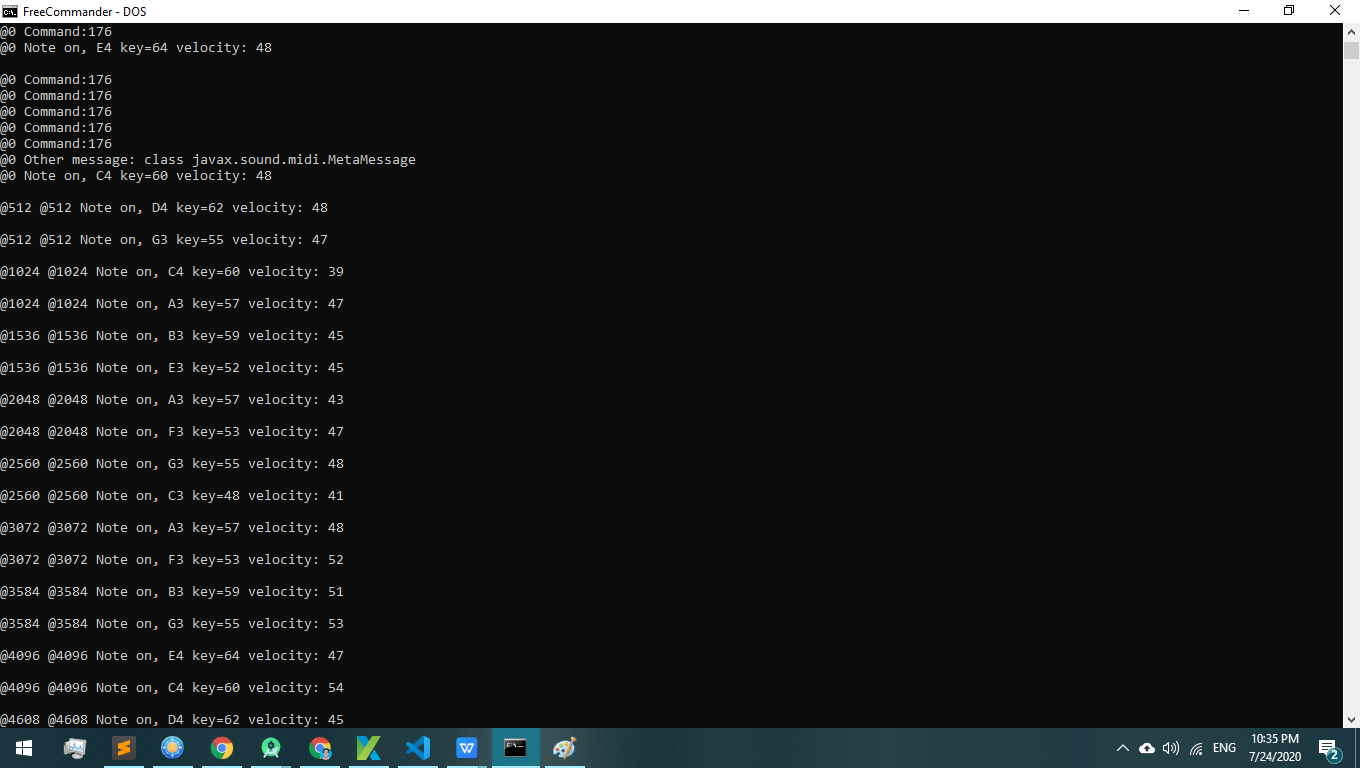 FreeCommander - DOS
@0 Command:176
@0 Note on, E4 key=64 velocity: 48
@0 Command:176
@0 Command:176
@0 Command:176
@0 Command:176
@0 Command:176
@0 Other message: class javax.sound.midi.MetaMessage
@0 Note on, C4 key=60 velocity: 48
@512 @512 Note on, D4 key=62 velocity: 48
@512 @512 Note on, G3 key=55 velocity: 47
@1024 @1024 Note on, C4 key=60 velocity: 39
@1024 @1024 Note on, A3 key=57 velocity: 47
@1536 @1536 Note on, B3 key=59 velocity: 45
@1536 @1536 Note on, E3 key=52 velocity: 45
@2048 @2048 Note on, A3 key=57 velocity: 43
@2048 @2048 Note on, F3 key=53 velocity: 47
@2560 @2560 Note on, G3 key=55 velocity: 48
@2560 @2560 Note on, C3 key=48 velocity: 41
@3072 @3072 Note on, A3 key=57 velocity: 48
@3072 @3072 Note on, F3 key=53 velocity: 52
@3584 @3584 Note on, B3 key=59 velocity: 51
@3584 @3584 Note on, G3 key=55 velocity: 53
@4096 @4096 Note on, E4 key=64 velocity: 47
@4096 @4096 Note on, C4 key=60 velocity: 54
@4608 @4608 Note on, D4 key=62 velocity: 45
ENG
10:35 PM
7/24/2020
2